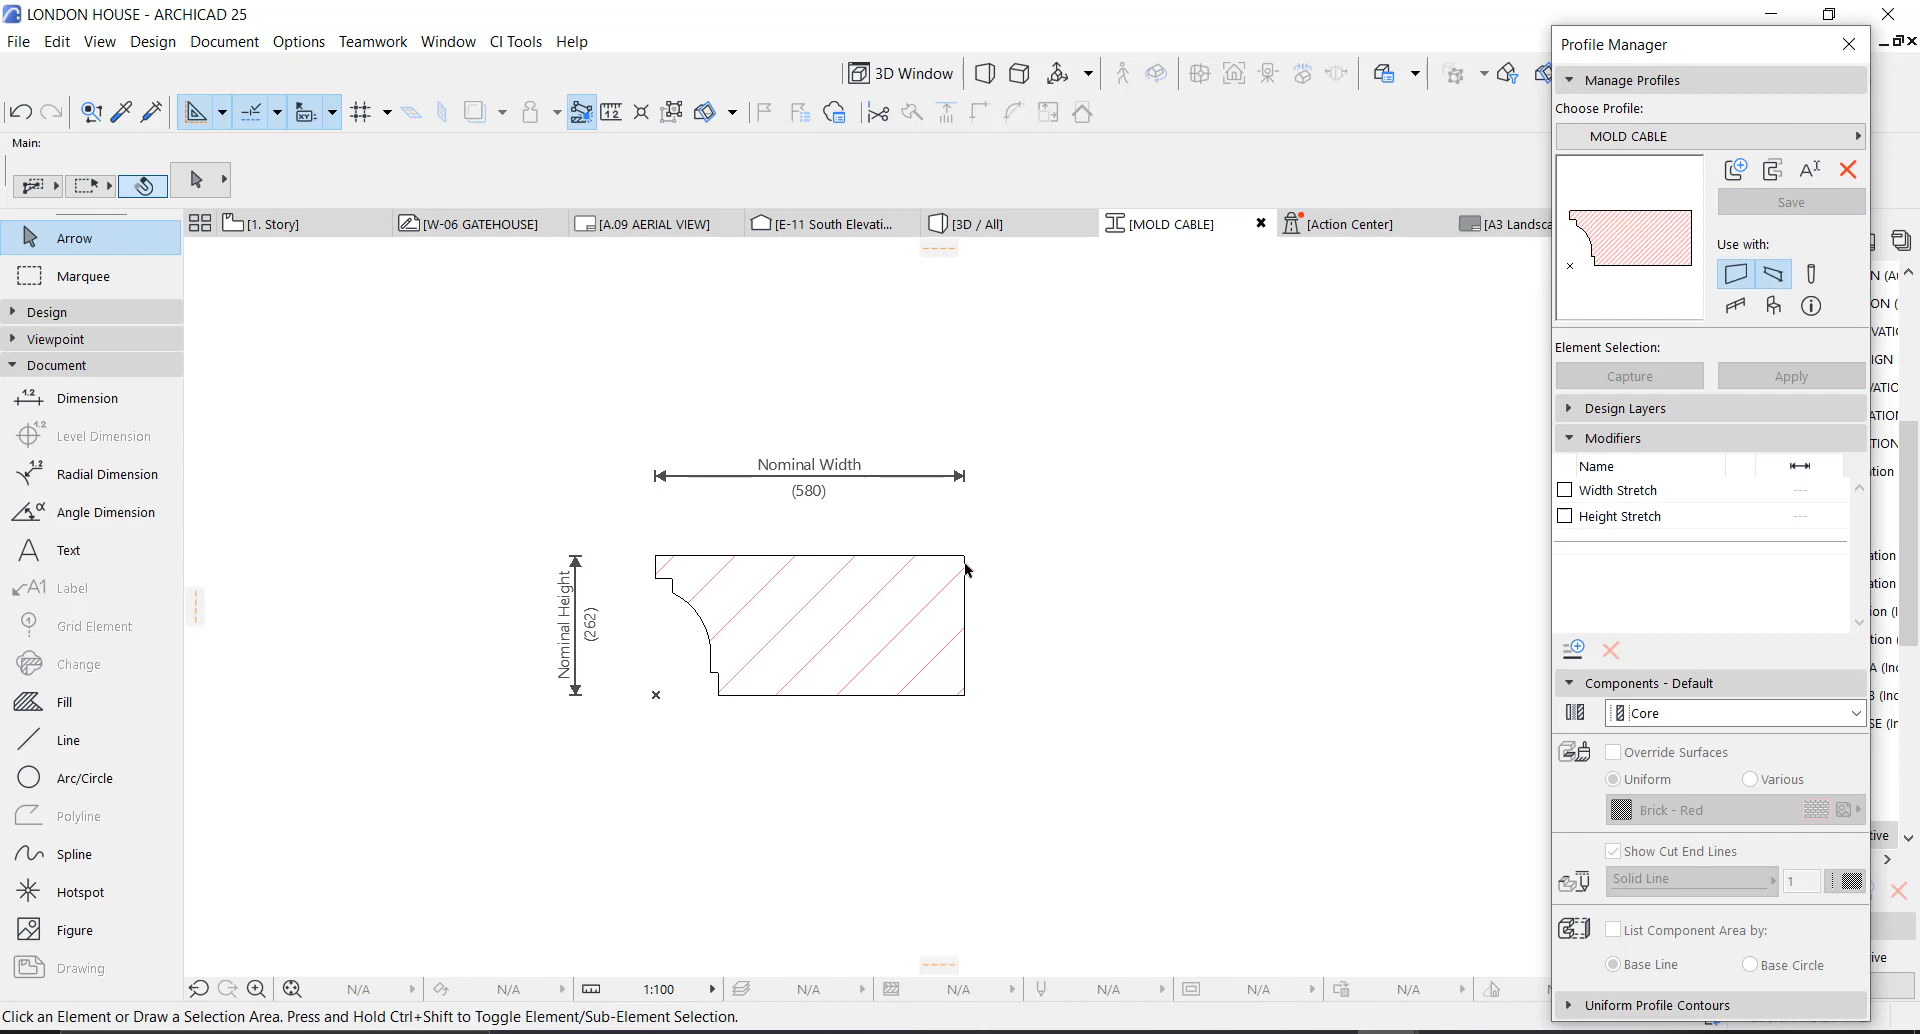 LONDON HOUSE - ARCHICAD 25
File Edit View Design Document Options Teamwork Window CI Tools Help
3D Window
Main:
[1. Story] [W-06 GATEHOUSE] [A.09 AERIAL VIEW] [E-11 South Elevati... [3D / All] [MOLD CABLE] [Action Center] [A3 Landsca
Arrow
Marquee
Design
Viewpoint
Document
1.2 Dimension
1.2 Level Dimension
1.2 Radial Dimension
Angle Dimension
Text
A1 Label
Grid Element
Change
Fill
Line
Arc/Circle
Polyline
Spline
Hotspot
Figure
Drawing
Nominal Width
(580)
Nominal Height
(262)
Profile Manager
Manage Profiles
Choose Profile:
MOLD CABLE
Save
Use with:
Element Selection:
Capture Apply
Design Layers
Modifiers
Name
Width Stretch ---
Height Stretch ---
Components - Default
Core
Override Surfaces
Uniform Various
Brick - Red
Show Cut End Lines
Solid Line 1
List Component Area by:
Base Line Base Circle
Uniform Profile Contours
N/A N/A 1:100 N/A N/A N/A N/A N/A
Click an Element or Draw a Selection Area. Press and Hold Ctrl+Shift to Toggle Element/Sub-Element Selection.